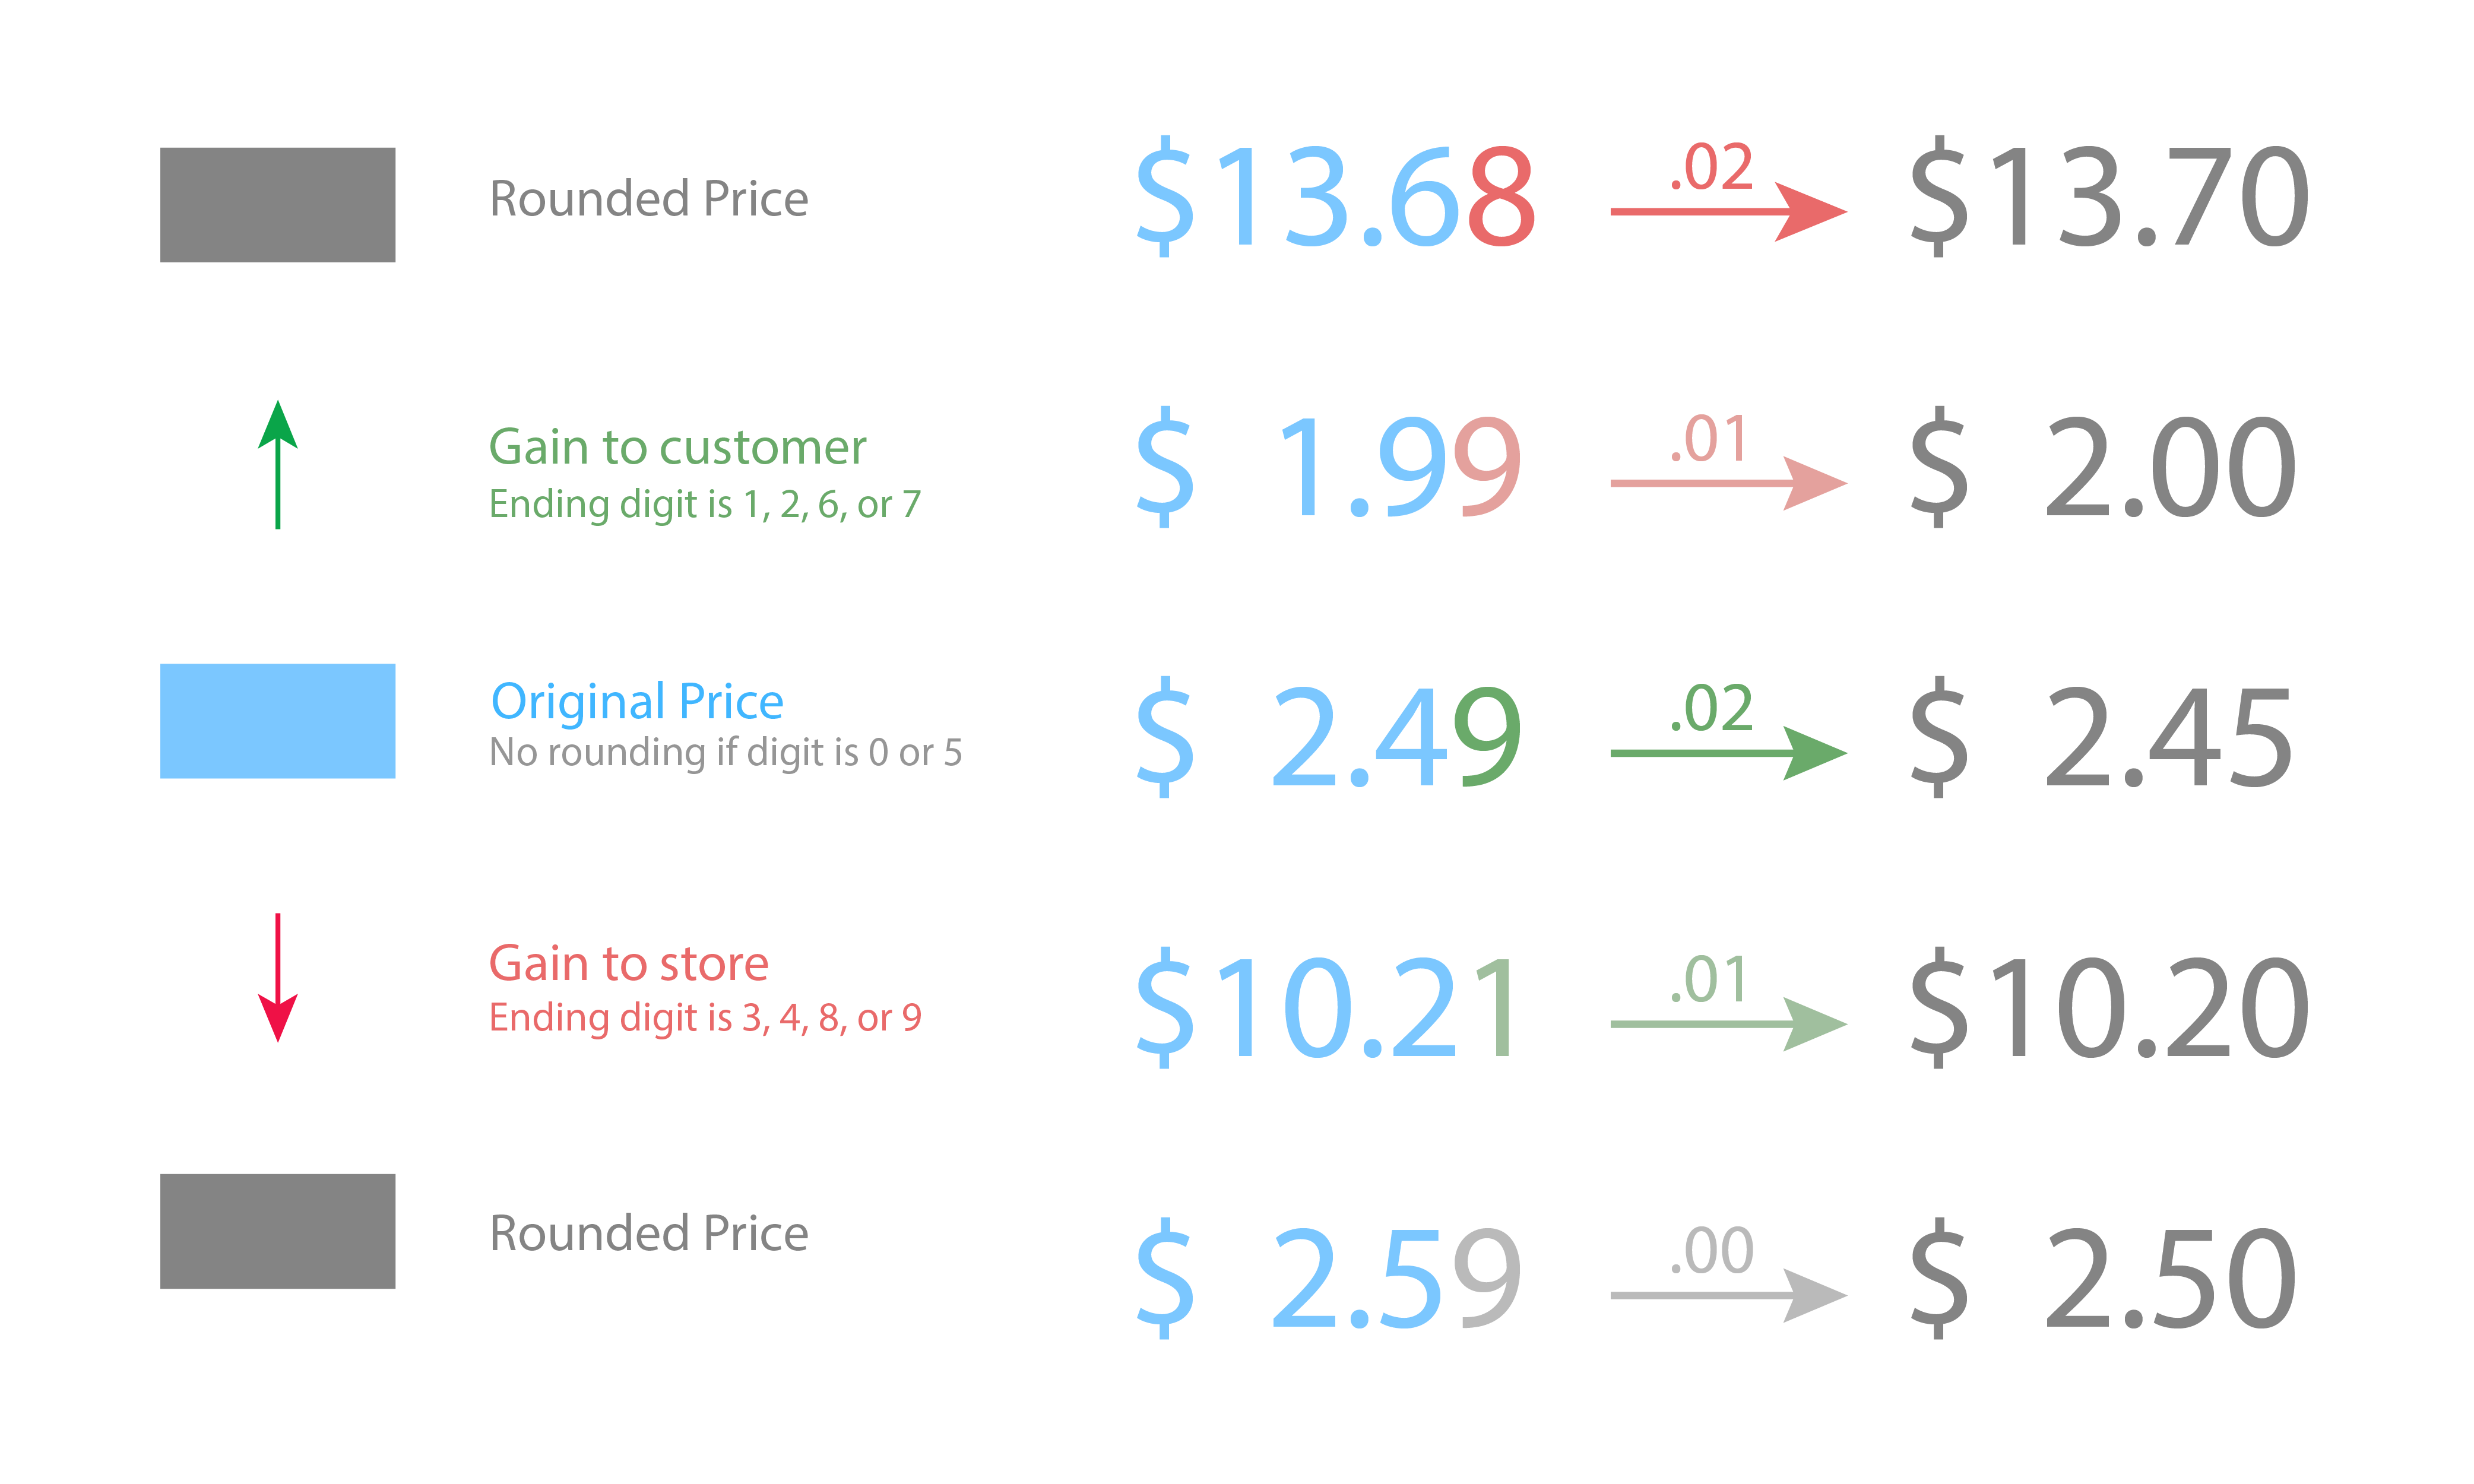 Rounded Price
Gain to customer
Ending digit is 1, 2, 6, or 7
Original Price
No rounding if digit is 0 or 5
Gain to store
Ending digit is 3, 4, 8, or 9
Rounded Price
$13.68 .02 $13.70
$ 1.99 .01 $ 2.00
$ 2.49 .02 $ 2.45
$10.21 .01 $10.20
$ 2.59 .00 $ 2.50